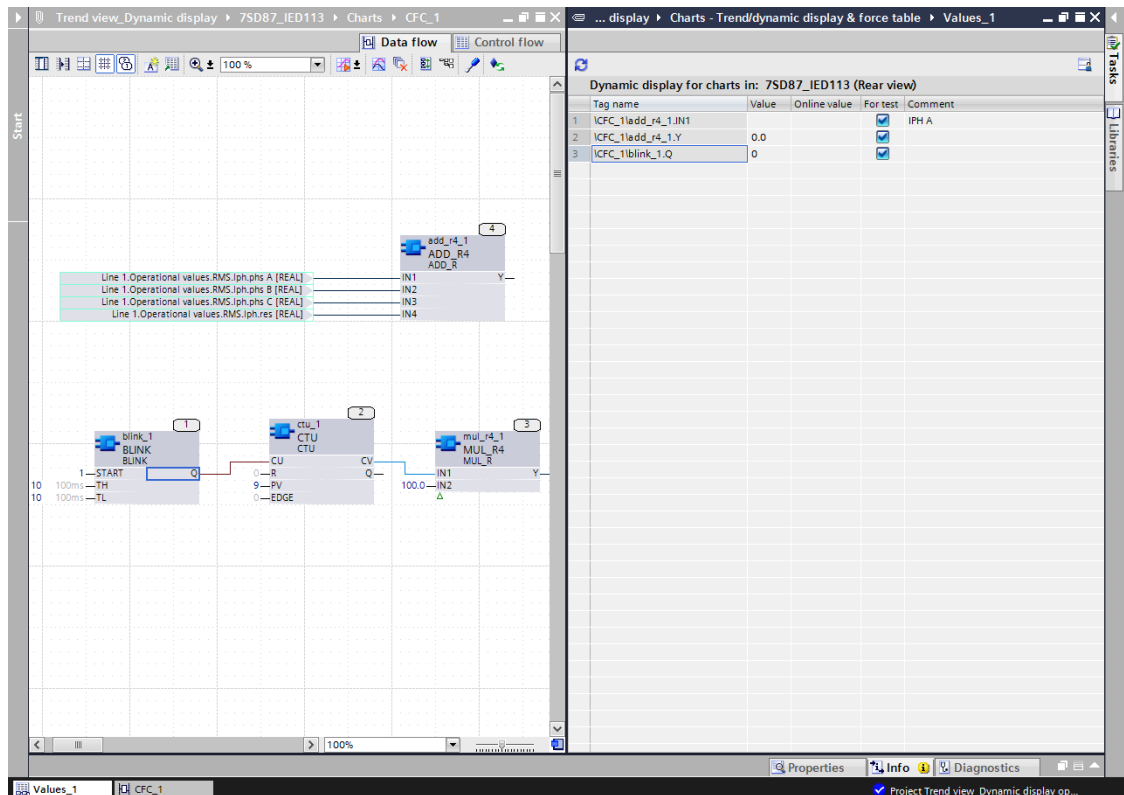 Trend view_Dynamic display ▸ 7SD87_IED113 ▸ Charts ▸ CFC_1
... display ▸ Charts - Trend/dynamic display & force table ▸ Values_1
Data flow
Control flow
100 %
Start
Tasks
Libraries
Dynamic display for charts in: 7SD87_IED113 (Rear view)
Tag name Value Online value For test Comment
1 \CFC_1\add_r4_1.IN1 IPH A
2 \CFC_1\add_r4_1.Y 0.0
3 \CFC_1\blink_1.Q 0
4
add_r4_1
ADD_R4
ADD_R
Line 1.Operational values.RMS.Iph.phs A [REAL] IN1 Y
Line 1.Operational values.RMS.Iph.phs B [REAL] IN2
Line 1.Operational values.RMS.Iph.phs C [REAL] IN3
Line 1.Operational values.RMS.Iph.res [REAL] IN4
1
blink_1
BLINK
BLINK
1 START Q
10 100ms TH
10 100ms TL
2
ctu_1
CTU
CTU
CU CV
0 R Q
9 PV
0 EDGE
3
mul_r4_1
MUL_R4
MUL_R
IN1 Y
100.0 IN2
100%
Properties
Info
Diagnostics
Values_1
CFC_1
Project Trend view_Dynamic display op...